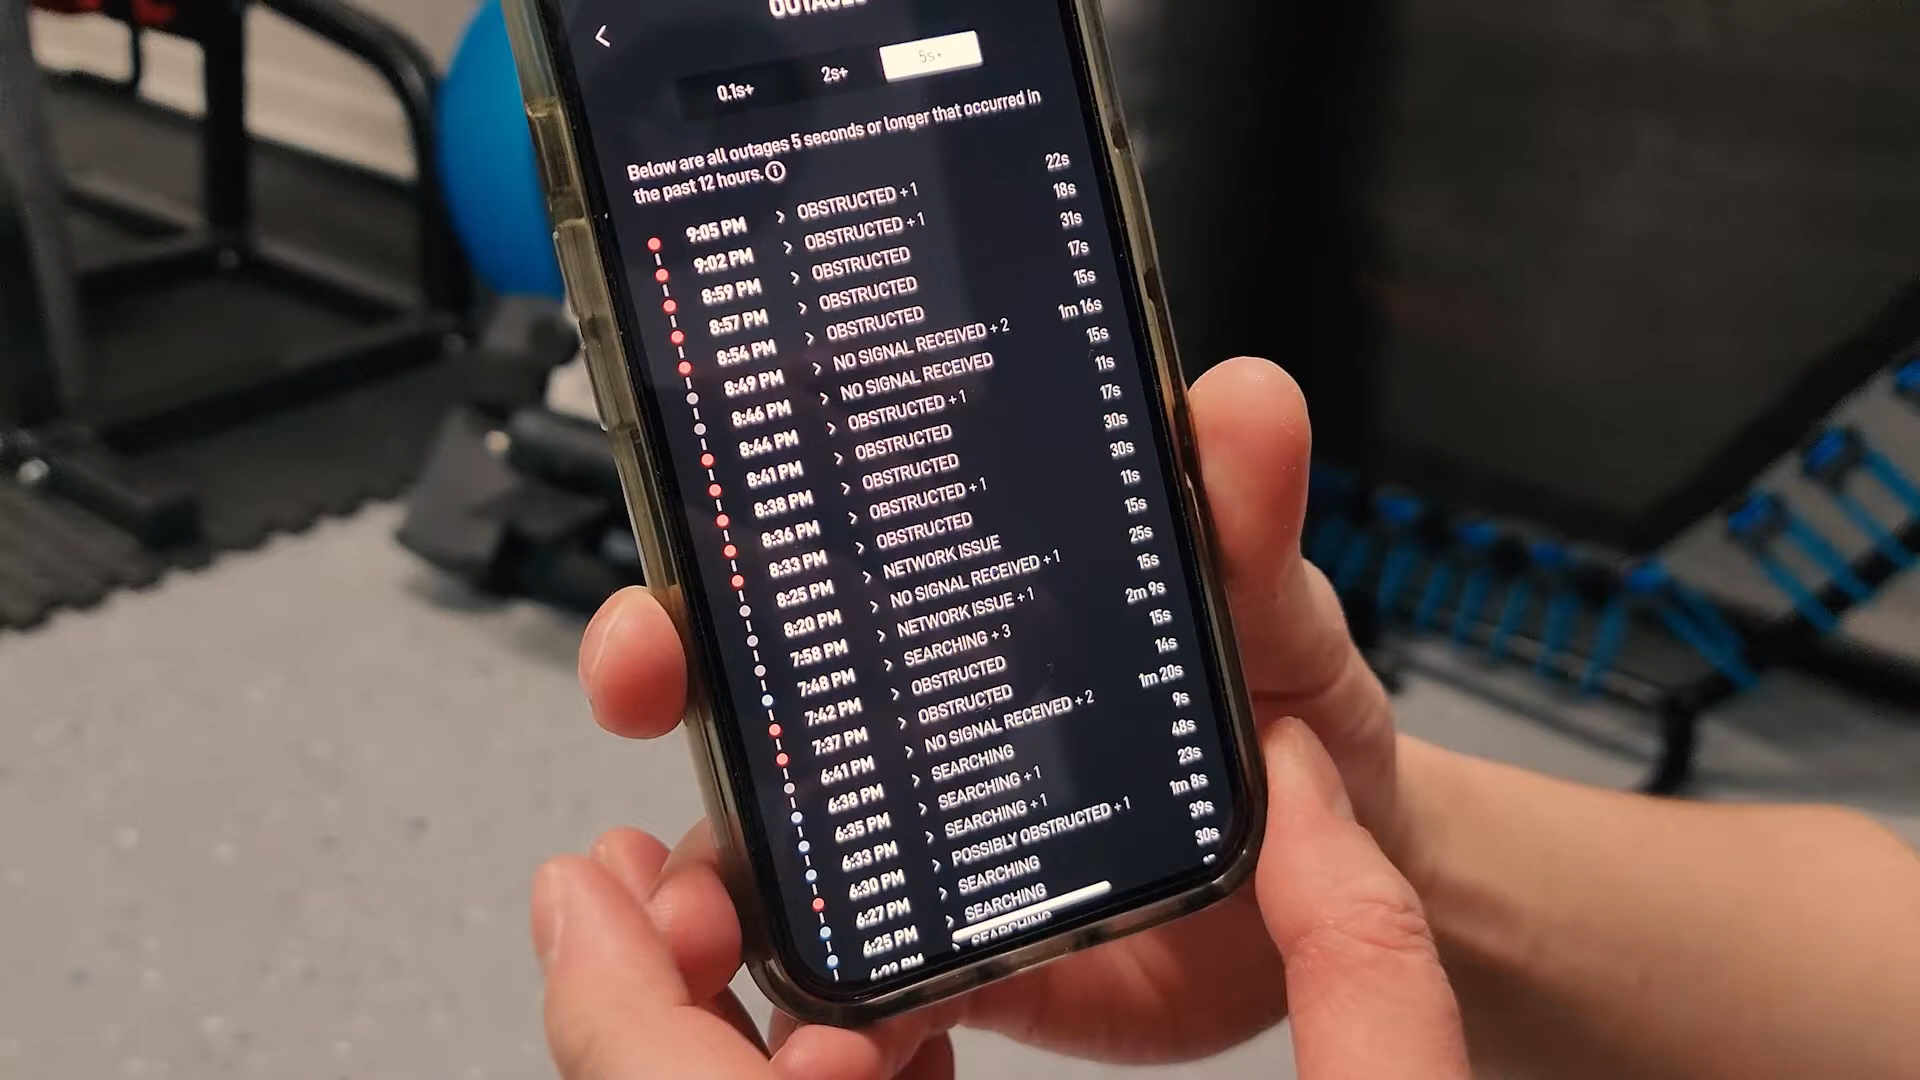 OUTAGES
0.1s+ 2s+ 5s+
Below are all outages 5 seconds or longer that occurred in
the past 12 hours.
9:05 PM > OBSTRUCTED + 1 22s
9:02 PM > OBSTRUCTED + 1 18s
8:59 PM > OBSTRUCTED 31s
8:57 PM > OBSTRUCTED 17s
8:54 PM > OBSTRUCTED 15s
8:49 PM > NO SIGNAL RECEIVED + 2 1m 16s
8:46 PM > NO SIGNAL RECEIVED 15s
8:44 PM > OBSTRUCTED + 1 11s
8:41 PM > OBSTRUCTED 17s
8:38 PM > OBSTRUCTED 30s
8:36 PM > OBSTRUCTED + 1 30s
8:33 PM > OBSTRUCTED 11s
8:25 PM > NETWORK ISSUE 15s
8:20 PM > NO SIGNAL RECEIVED + 1 25s
7:58 PM > NETWORK ISSUE + 1 15s
7:48 PM > SEARCHING + 3 2m 9s
7:42 PM > OBSTRUCTED 15s
7:37 PM > OBSTRUCTED 14s
6:41 PM > NO SIGNAL RECEIVED + 2 1m 20s
6:38 PM > SEARCHING 9s
6:35 PM > SEARCHING + 1 48s
6:33 PM > SEARCHING + 1 23s
6:30 PM > POSSIBLY OBSTRUCTED + 1 1m 8s
6:27 PM > SEARCHING 39s
6:25 PM > SEARCHING 30s
6:22 PM > SEARCHING